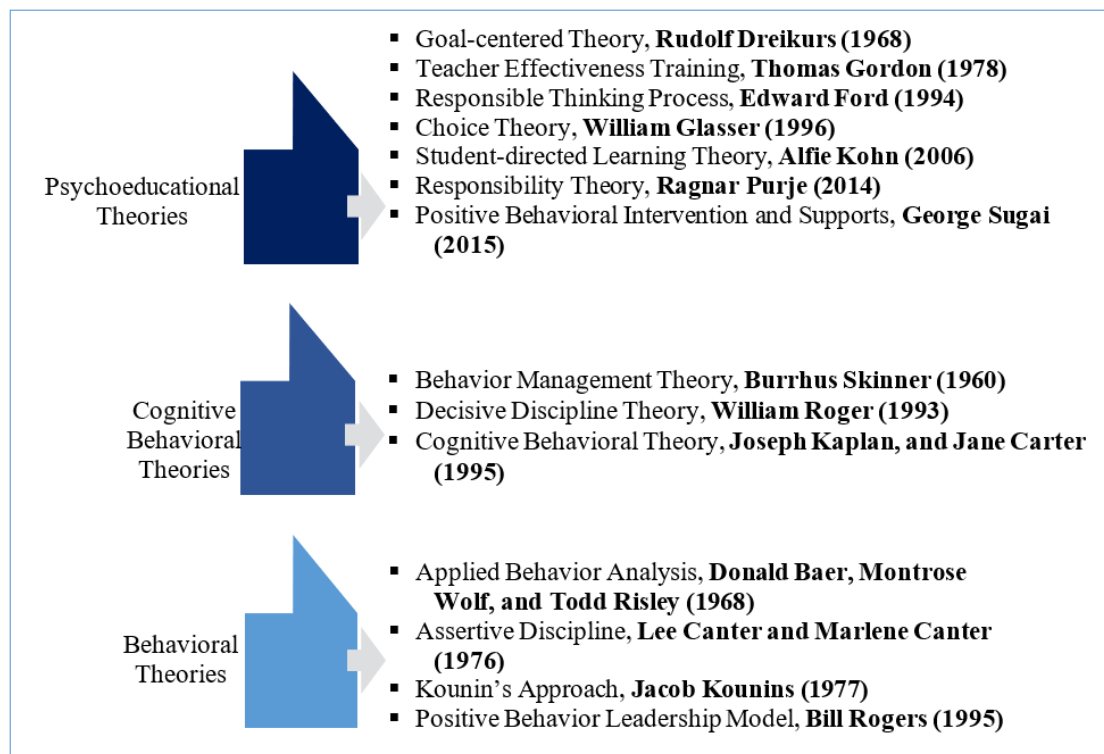 Psychoeducational
Theories
▪ Goal-centered Theory, Rudolf Dreikurs (1968)
▪ Teacher Effectiveness Training, Thomas Gordon (1978)
▪ Responsible Thinking Process, Edward Ford (1994)
▪ Choice Theory, William Glasser (1996)
▪ Student-directed Learning Theory, Alfie Kohn (2006)
▪ Responsibility Theory, Ragnar Purje (2014)
▪ Positive Behavioral Intervention and Supports, George Sugai
(2015)
Cognitive
Behavioral
Theories
▪ Behavior Management Theory, Burrhus Skinner (1960)
▪ Decisive Discipline Theory, William Roger (1993)
▪ Cognitive Behavioral Theory, Joseph Kaplan, and Jane Carter
(1995)
Behavioral
Theories
▪ Applied Behavior Analysis, Donald Baer, Montrose
Wolf, and Todd Risley (1968)
▪ Assertive Discipline, Lee Canter and Marlene Canter
(1976)
▪ Kounin’s Approach, Jacob Kounins (1977)
▪ Positive Behavior Leadership Model, Bill Rogers (1995)